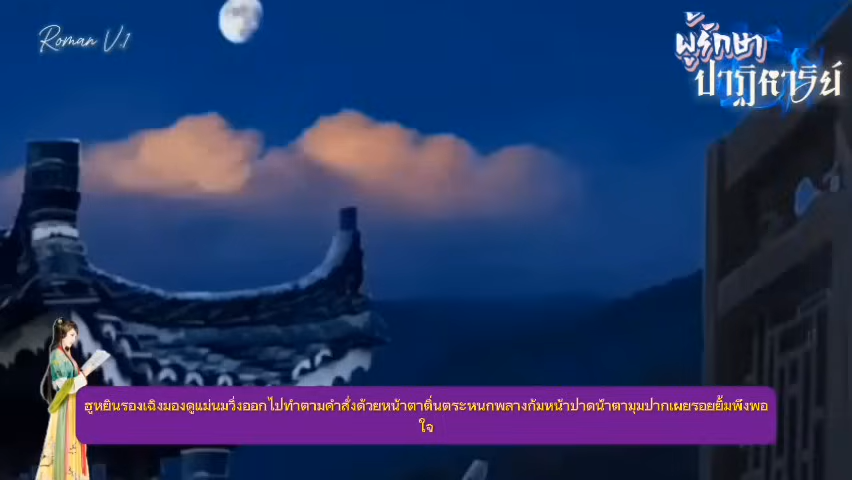 Roman V.1
ผู้รักษา
ปาฏิหาริย์
ฮูหยินรองเฉิงมองดูแม่นมวิ่งออกไปทำตามคำสั่งด้วยหน้าตาตื่นตระหนกพลางก้มหน้าปาดน้ำตามุมปากเผยรอยยิ้มพึงพอ
ใจ